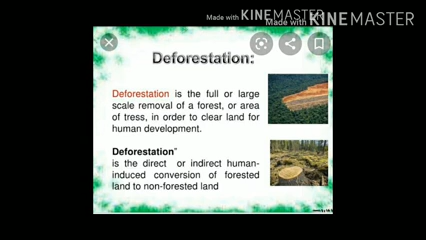 Made with KINEMASTER
Made with KINEMASTER
Deforestation:
Deforestation is the full or large
scale removal of a forest, or area
of tress, in order to clear land for
human development.
Deforestation"
is the direct or indirect human-
induced conversion of forested
land to non-forested land